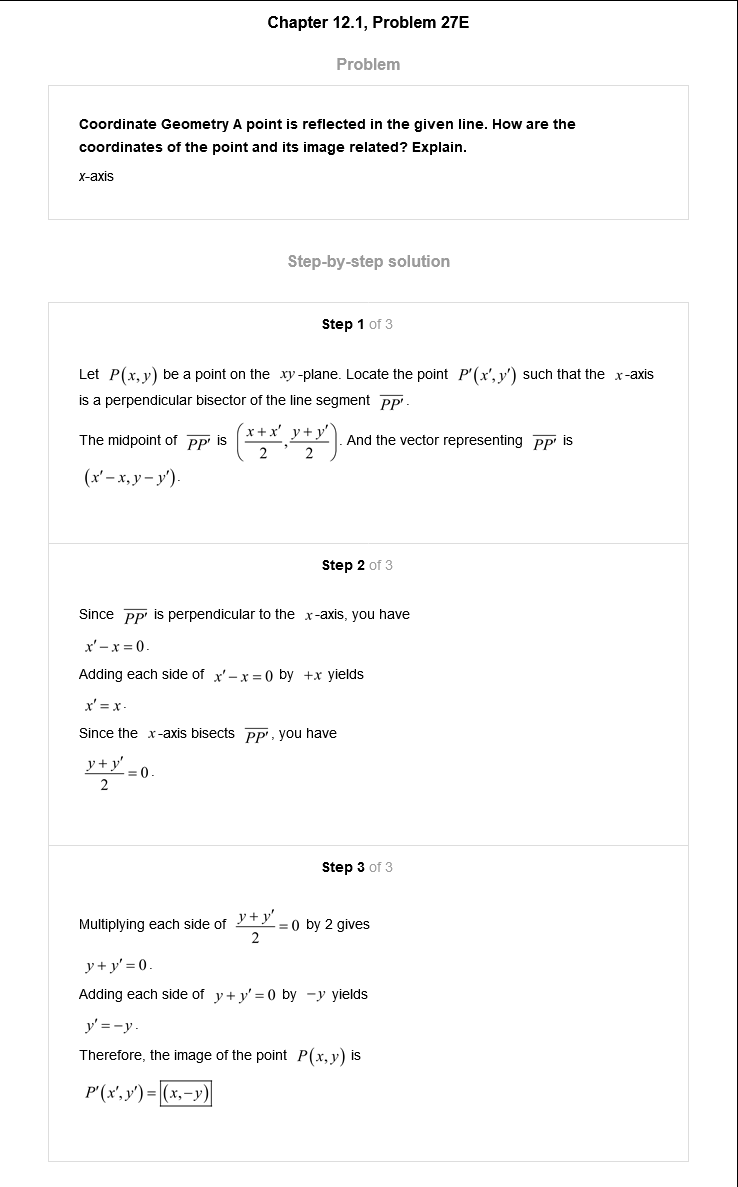 Chapter 12.1, Problem 27E
Problem
Coordinate Geometry A point is reflected in the given line. How are the
coordinates of the point and its image related? Explain.
x-axis
Step-by-step solution
Step 1 of 3
Let P(x, y) be a point on the xy-plane. Locate the point P′(x′, y′) such that the x-axis
is a perpendicular bisector of the line segment \overline{PP′}.
The midpoint of \overline{PP′} is (\frac{x+x′}{2}, \frac{y+y′}{2}). And the vector representing \overline{PP′} is
(x′−x, y−y′).
Step 2 of 3
Since \overline{PP′} is perpendicular to the x-axis, you have
x′−x=0.
Adding each side of x′−x=0 by +x yields
x′=x.
Since the x-axis bisects \overline{PP′}, you have
\frac{y+y′}{2}=0.
Step 3 of 3
Multiplying each side of \frac{y+y′}{2}=0 by 2 gives
y+y′=0.
Adding each side of y+y′=0 by −y yields
y′=−y.
Therefore, the image of the point P(x, y) is
P′(x′, y′)=(x,−y)